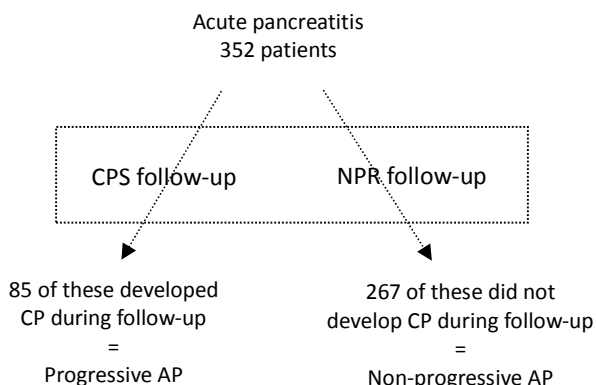 Acute pancreatitis
352 patients
CPS follow-up
NPR follow-up
85 of these developed
CP during follow-up
=
Progressive AP
267 of these did not
develop CP during follow-up
=
Non-progressive AP